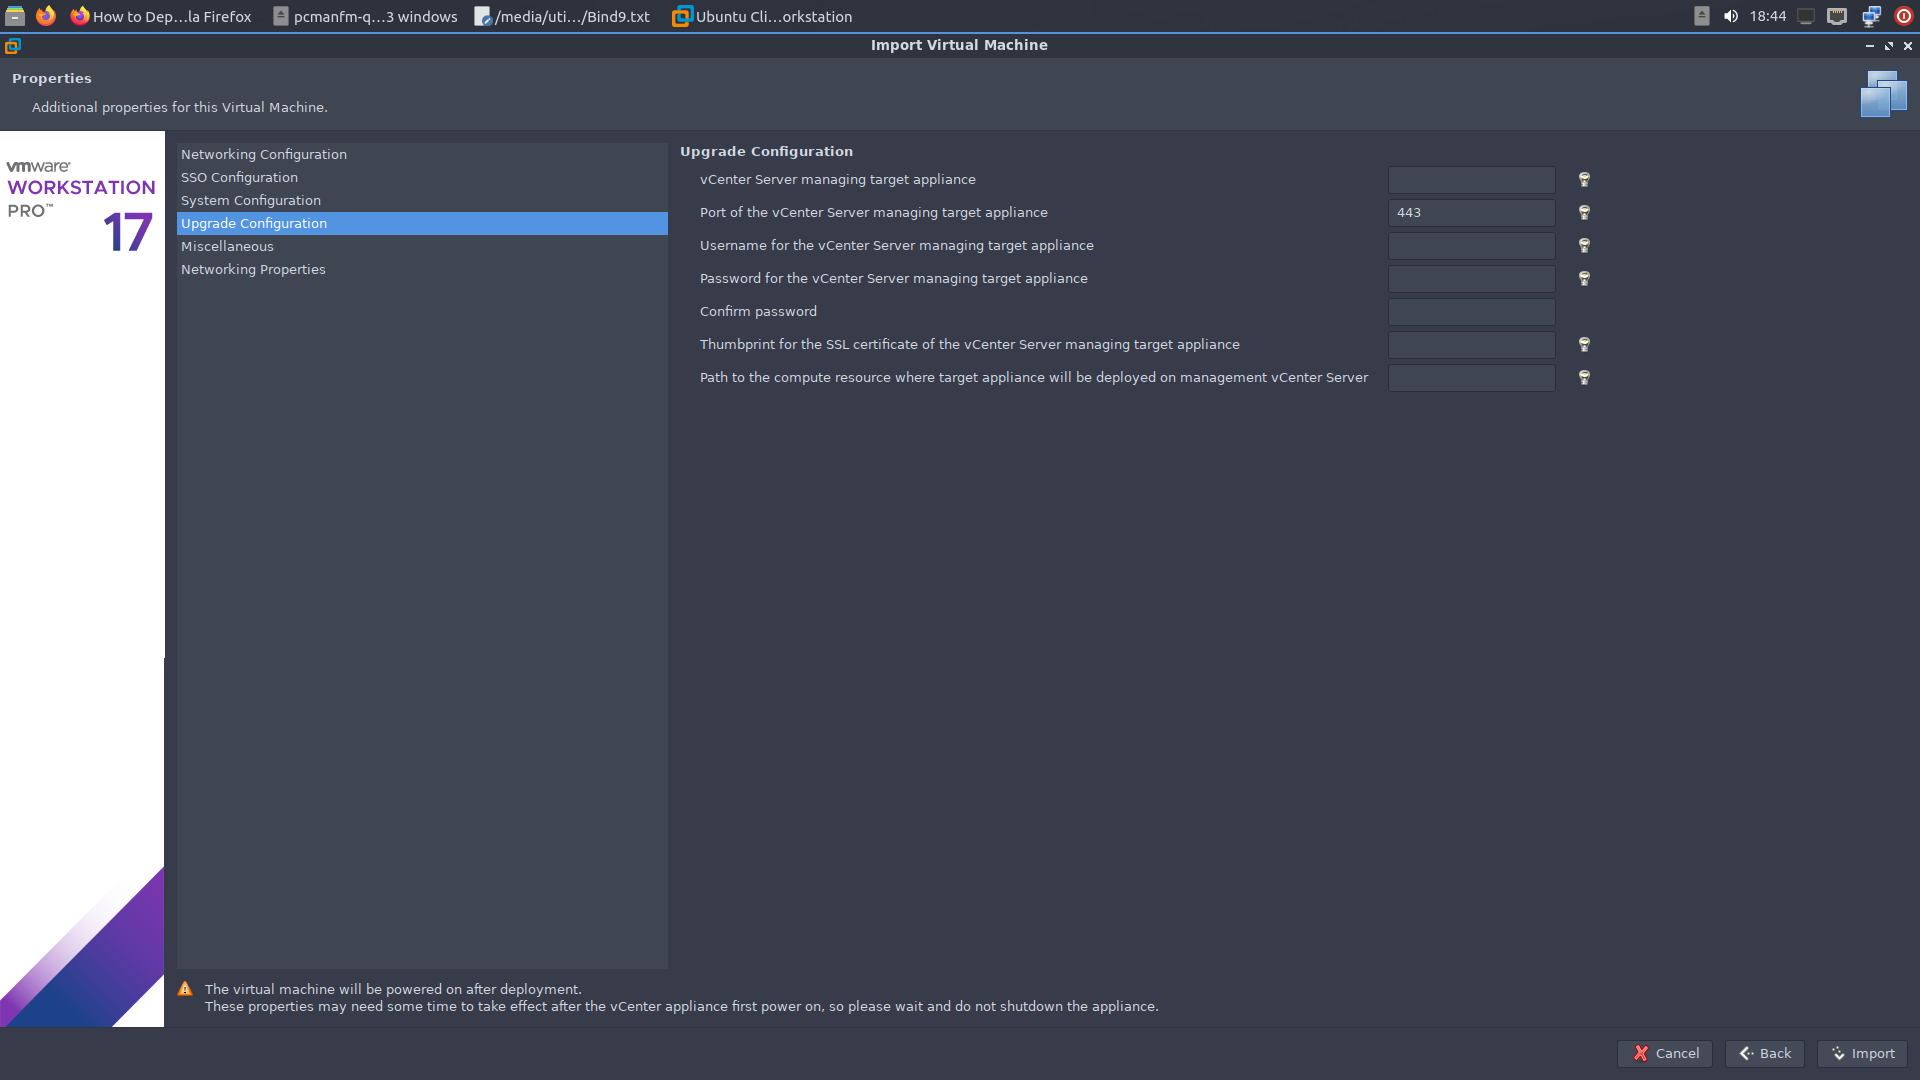 How to Dep...la Firefox
pcmanfm-q...3 windows
/media/uti.../Bind9.txt
Ubuntu Cli...orkstation
18:44
Import Virtual Machine
Properties
Additional properties for this Virtual Machine.
vmware®
WORKSTATION
PRO™
17
Networking Configuration
SSO Configuration
System Configuration
Upgrade Configuration
Miscellaneous
Networking Properties
Upgrade Configuration
vCenter Server managing target appliance
Port of the vCenter Server managing target appliance 443
Username for the vCenter Server managing target appliance
Password for the vCenter Server managing target appliance
Confirm password
Thumbprint for the SSL certificate of the vCenter Server managing target appliance
Path to the compute resource where target appliance will be deployed on management vCenter Server
The virtual machine will be powered on after deployment.
These properties may need some time to take effect after the vCenter appliance first power on, so please wait and do not shutdown the appliance.
Cancel
Back
Import